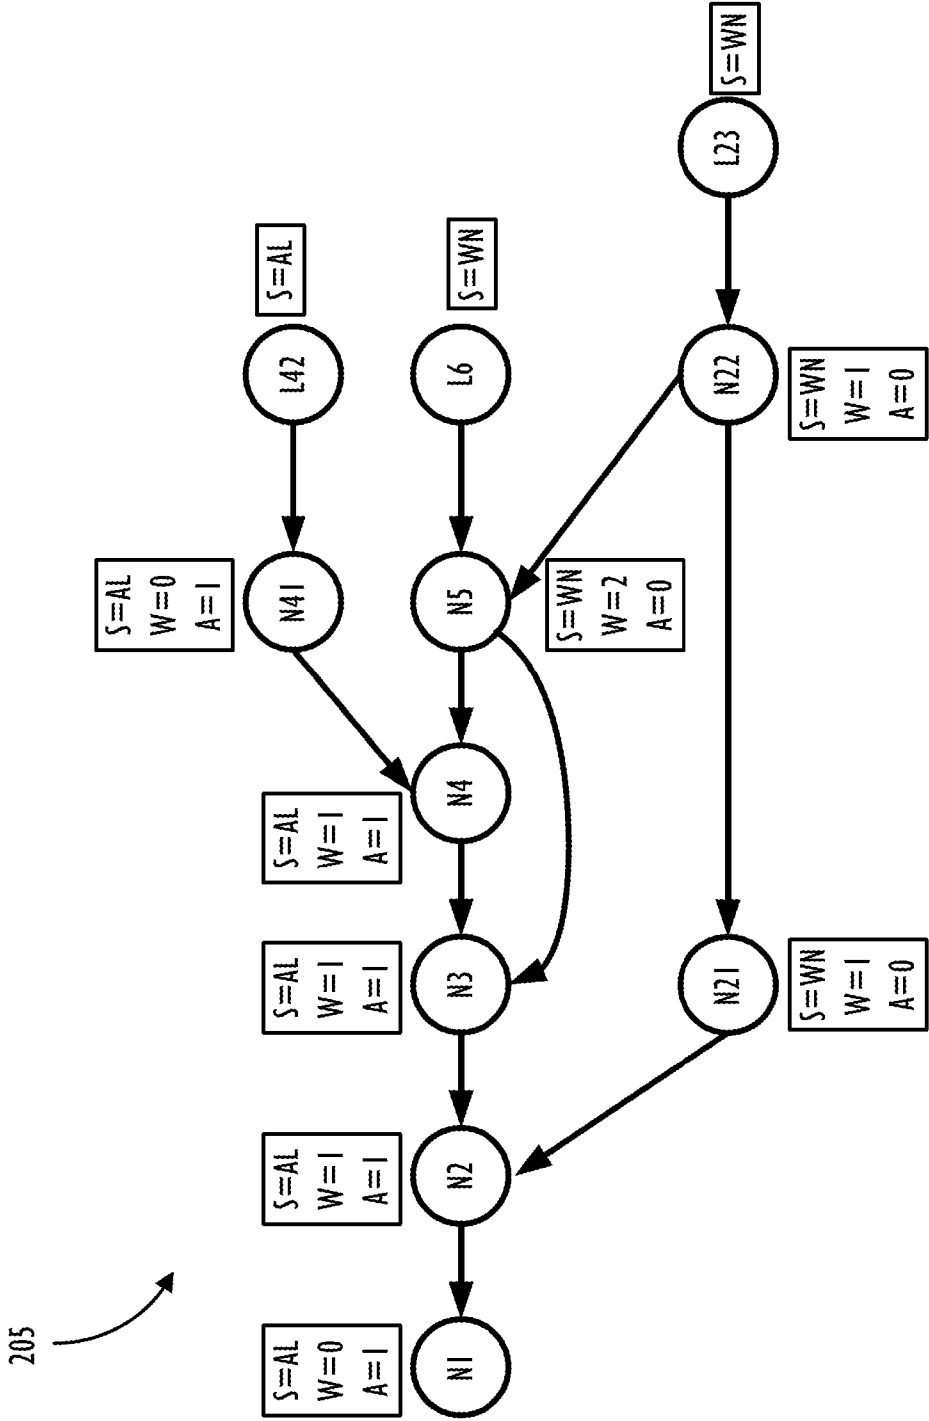 205
S=AL
W=0
A=1
N41
L42
S=AL
S=AL
W=0
A=1
N1
S=AL
W=1
A=1
N2
S=AL
W=1
A=1
N3
S=AL
W=1
A=1
N4
N5
S=WN
W=2
A=0
L6
S=WN
N21
S=WN
W=1
A=0
N22
S=WN
W=1
A=0
L23
S=WN